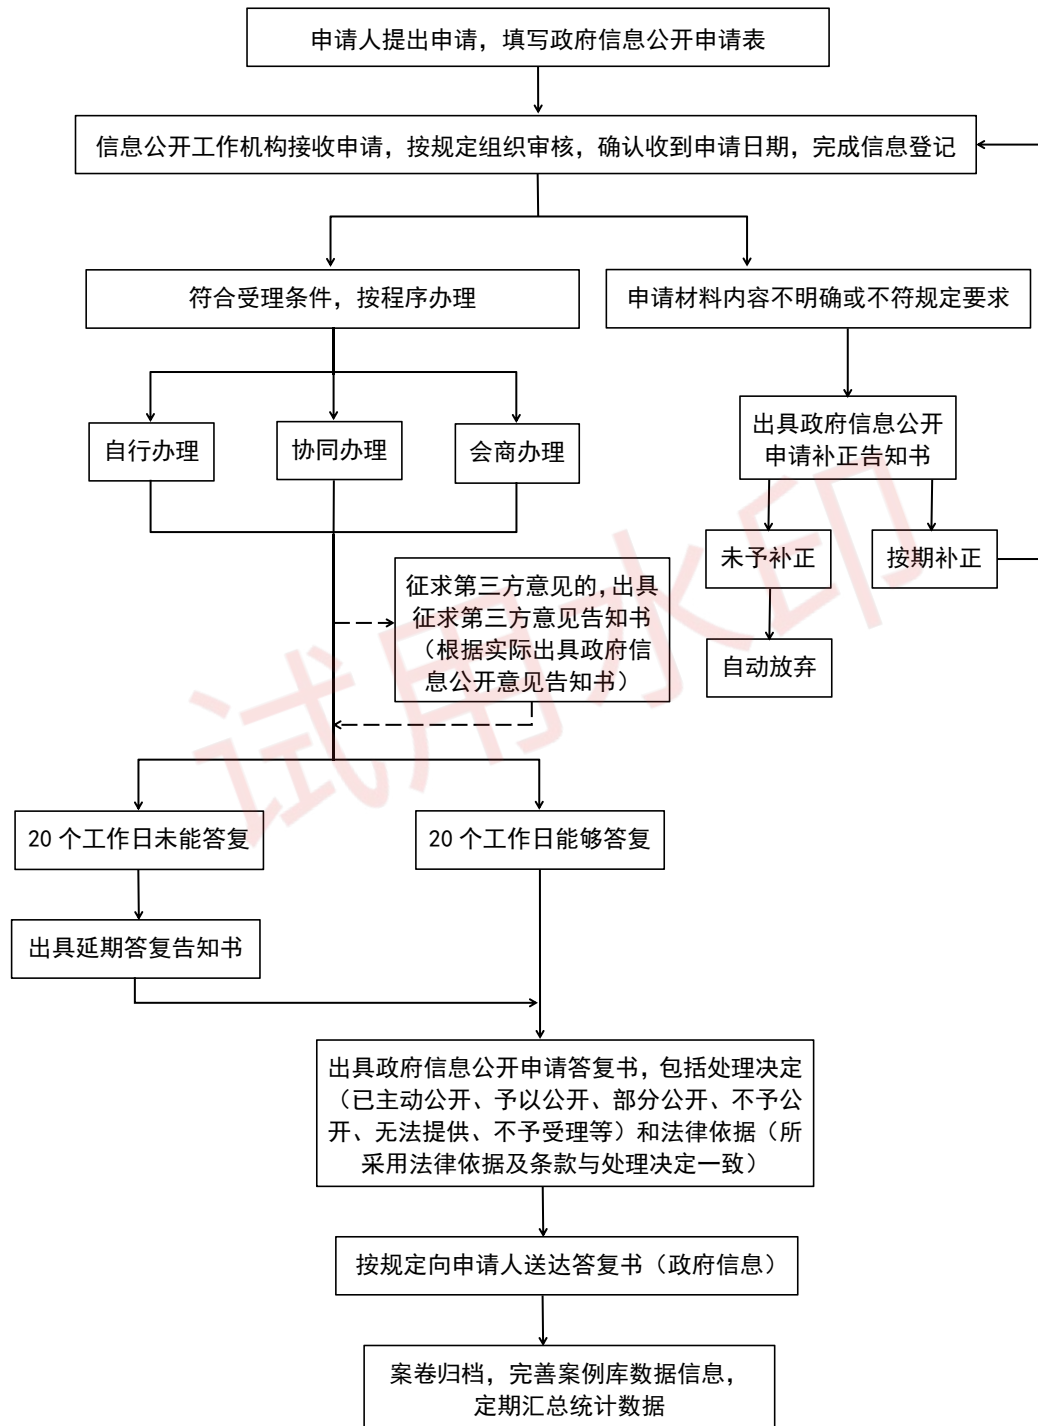 申请人提出申请，填写政府信息公开申请表
信息公开工作机构接收申请，按规定组织审核，确认收到申请日期，完成信息登记
符合受理条件，按程序办理
申请材料内容不明确或不符规定要求
自行办理
协同办理
会商办理
出具政府信息公开
申请补正告知书
未予补正
按期补正
自动放弃
征求第三方意见的，出具
征求第三方意见告知书
（根据实际出具政府信
息公开意见告知书）
20 个工作日未能答复
20 个工作日能够答复
出具延期答复告知书
出具政府信息公开申请答复书，包括处理决定
（已主动公开、予以公开、部分公开、不予公
开、无法提供、不予受理等）和法律依据（所
采用法律依据及条款与处理决定一致）
按规定向申请人送达答复书（政府信息）
案卷归档，完善案例库数据信息，
定期汇总统计数据
试用水印